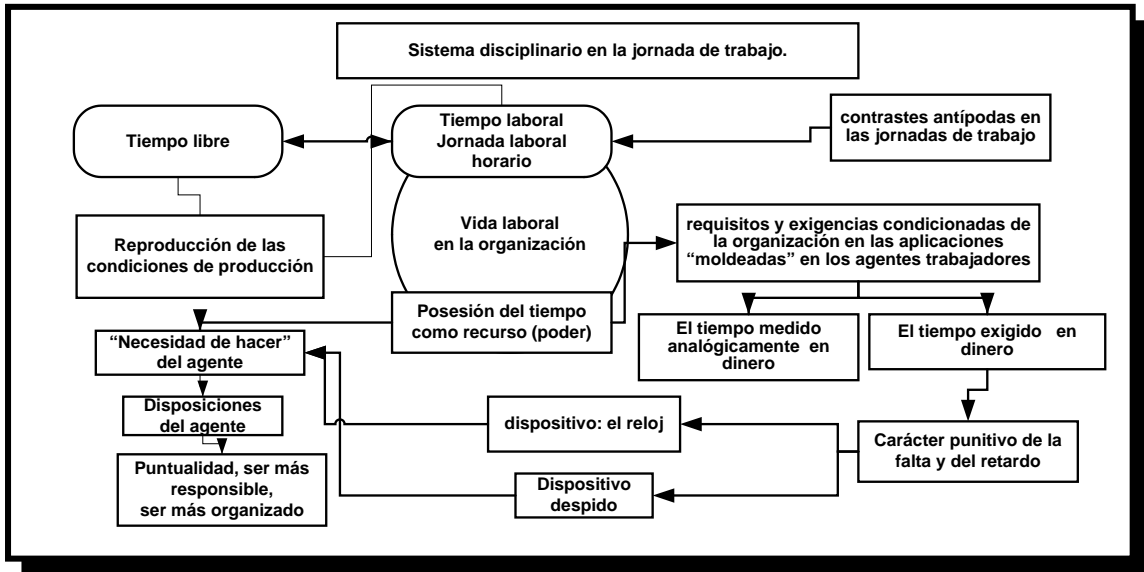 Sistema disciplinario en la jornada de trabajo.
Tiempo libre
Tiempo laboral
Jornada laboral
horario
contrastes antípodas en
las jornadas de trabajo
Vida laboral
en la organización
Reproducción de las
condiciones de producción
requisitos y exigencias condicionadas de
la organización en las aplicaciones
“moldeadas” en los agentes trabajadores
Posesión del tiempo
como recurso (poder)
“Necesidad de hacer”
del agente
El tiempo medido
analógicamente en
dinero
El tiempo exigido en
dinero
Disposiciones
del agente
dispositivo: el reloj
Carácter punitivo de la
falta y del retardo
Puntualidad, ser más
responsible,
ser más organizado
Dispositivo
despido